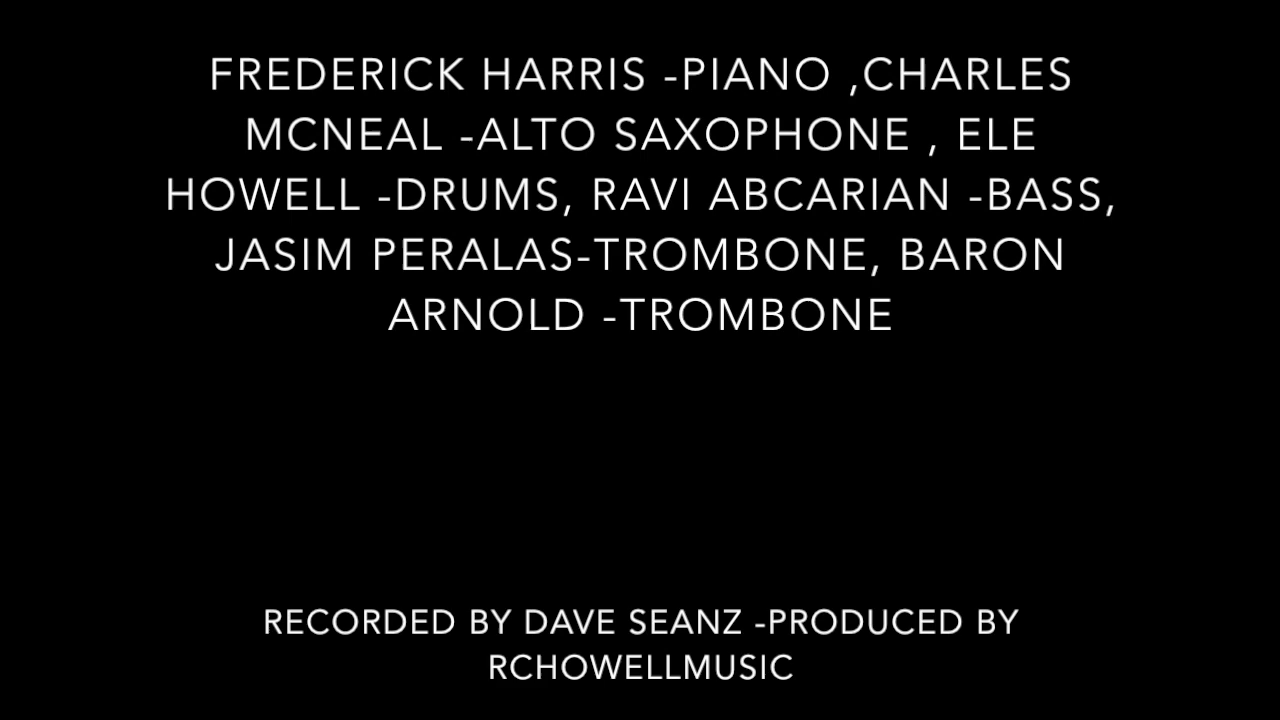 FREDERICK HARRIS -PIANO ,CHARLES
MCNEAL -ALTO SAXOPHONE , ELE
HOWELL -DRUMS, RAVI ABCARIAN -BASS,
JASIM PERALAS-TROMBONE, BARON
ARNOLD -TROMBONE
RECORDED BY DAVE SEANZ -PRODUCED BY
RCHOWELLMUSIC